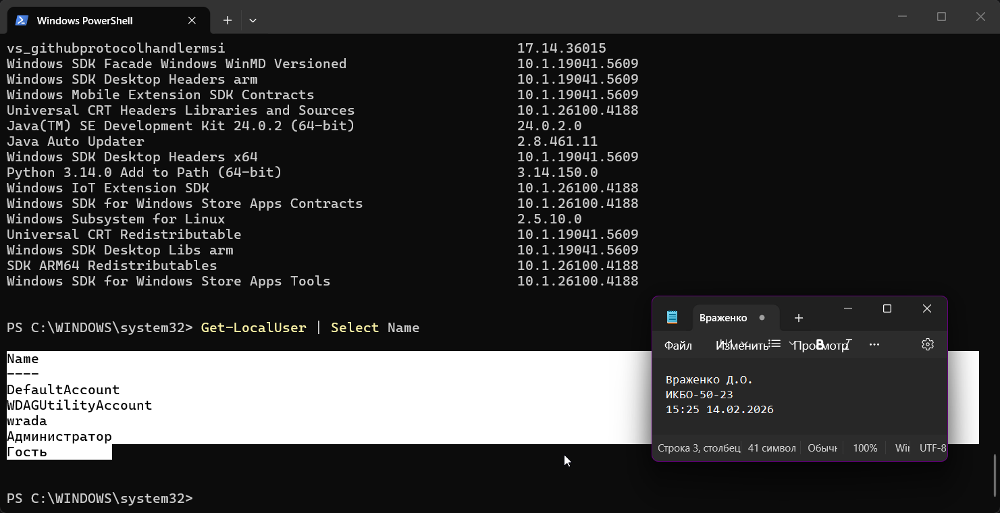 Windows PowerShell
vs_githubprotocolhandlermsi 17.14.36015
Windows SDK Facade Windows WinMD Versioned 10.1.19041.5609
Windows SDK Desktop Headers arm 10.1.19041.5609
Windows Mobile Extension SDK Contracts 10.1.19041.5609
Universal CRT Headers Libraries and Sources 10.1.26100.4188
Java(TM) SE Development Kit 24.0.2 (64-bit) 24.0.2.0
Java Auto Updater 2.8.461.11
Windows SDK Desktop Headers x64 10.1.19041.5609
Python 3.14.0 Add to Path (64-bit) 3.14.150.0
Windows IoT Extension SDK 10.1.26100.4188
Windows SDK for Windows Store Apps Contracts 10.1.26100.4188
Windows Subsystem for Linux 2.5.10.0
Universal CRT Redistributable 10.1.19041.5609
Windows SDK Desktop Libs arm 10.1.19041.5609
SDK ARM64 Redistributables 10.1.26100.4188
Windows SDK for Windows Store Apps Tools 10.1.26100.4188
PS C:\WINDOWS\system32> Get-LocalUser | Select Name
Name
----
DefaultAccount
WDAGUtilityAccount
wrada
Администратор
Гость
PS C:\WINDOWS\system32>
Враженко
Файл Изменить Просмотр
H1 B I
Враженко Д.О.
ИКБО-50-23
15:25 14.02.2026
Строка 3, столбец 41 символ Обычн 100% Win UTF-8